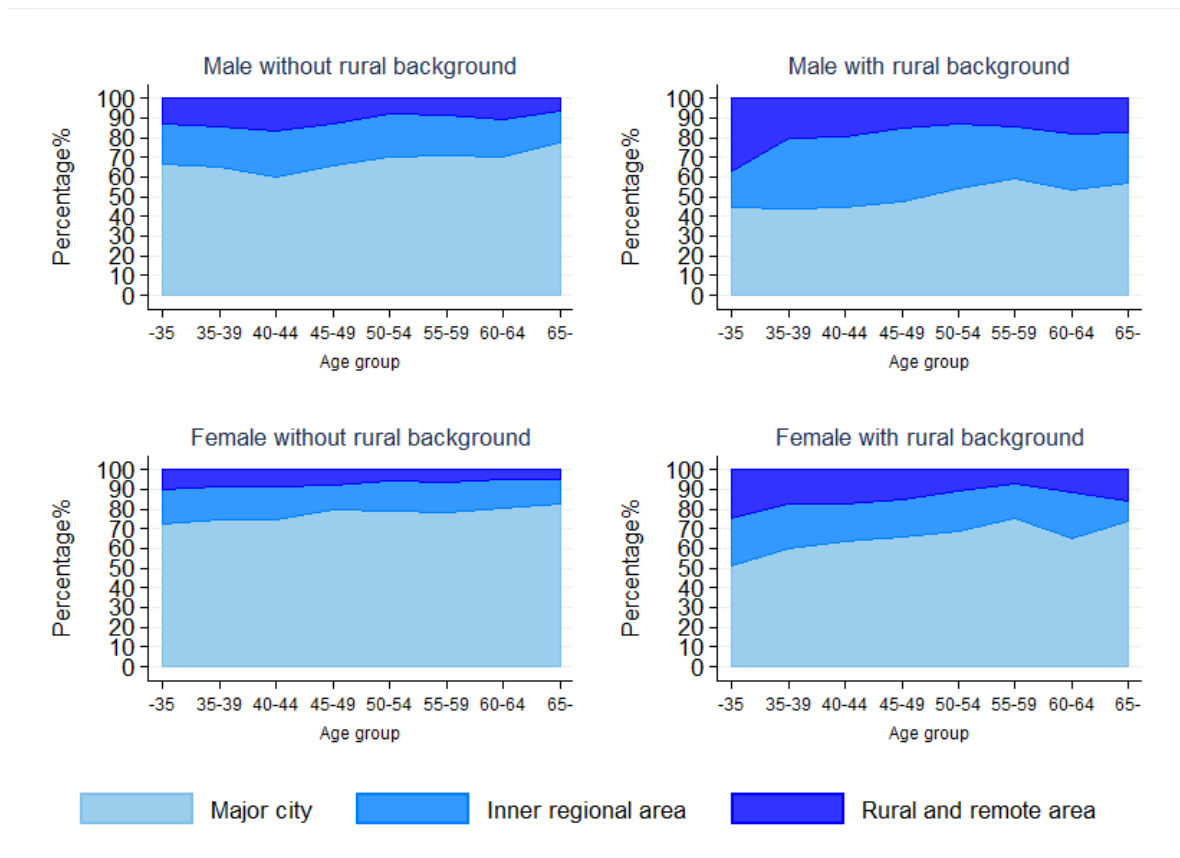 Male without rural background
Percentage%
100
90
80
70
60
50
40
30
20
10
0
-35 35-39 40-44 45-49 50-54 55-59 60-64 65-
Age group
Male with rural background
Percentage%
100
90
80
70
60
50
40
30
20
10
0
-35 35-39 40-44 45-49 50-54 55-59 60-64 65-
Age group
Female without rural background
Percentage%
100
90
80
70
60
50
40
30
20
10
0
-35 35-39 40-44 45-49 50-54 55-59 60-64 65-
Age group
Female with rural background
Percentage%
100
90
80
70
60
50
40
30
20
10
0
-35 35-39 40-44 45-49 50-54 55-59 60-64 65-
Age group
Major city Inner regional area Rural and remote area